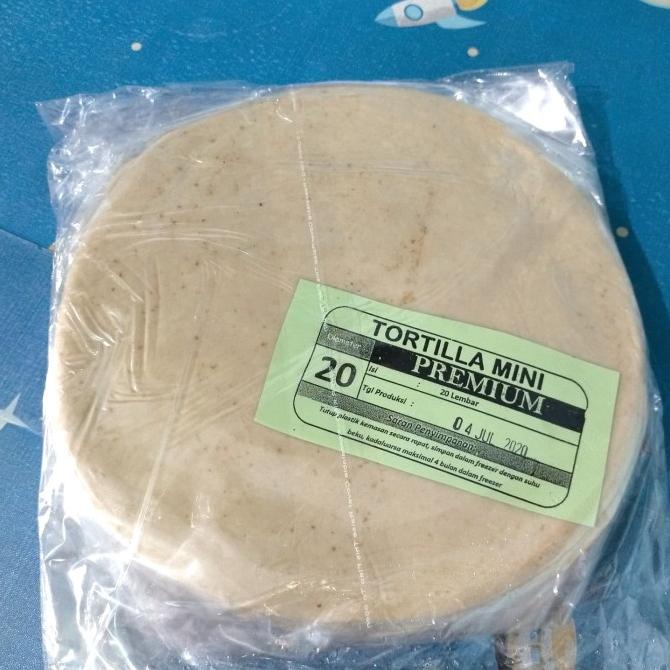 TORTILLA MINI
PREMIUM
Diameter
20
Isi : 20 Lembar
Tgl Produksi :
04 JUL 2020
Saran Penyimpanan:
Tutup plastik kemasan secara rapat, simpan dalam freezer dengan suhu
beku, kadaluarsa maksimal 4 bulan dalam freezer